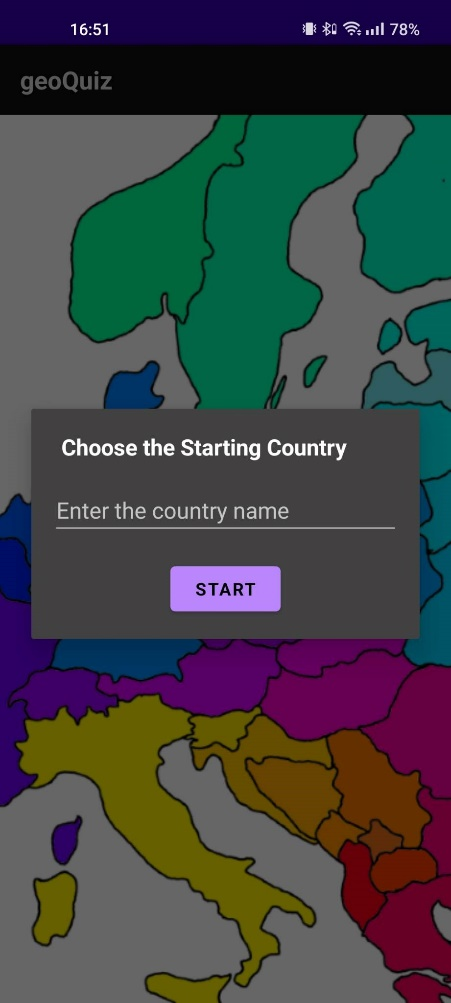 16:51 78%
geoQuiz
Choose the Starting Country
Enter the country name
START